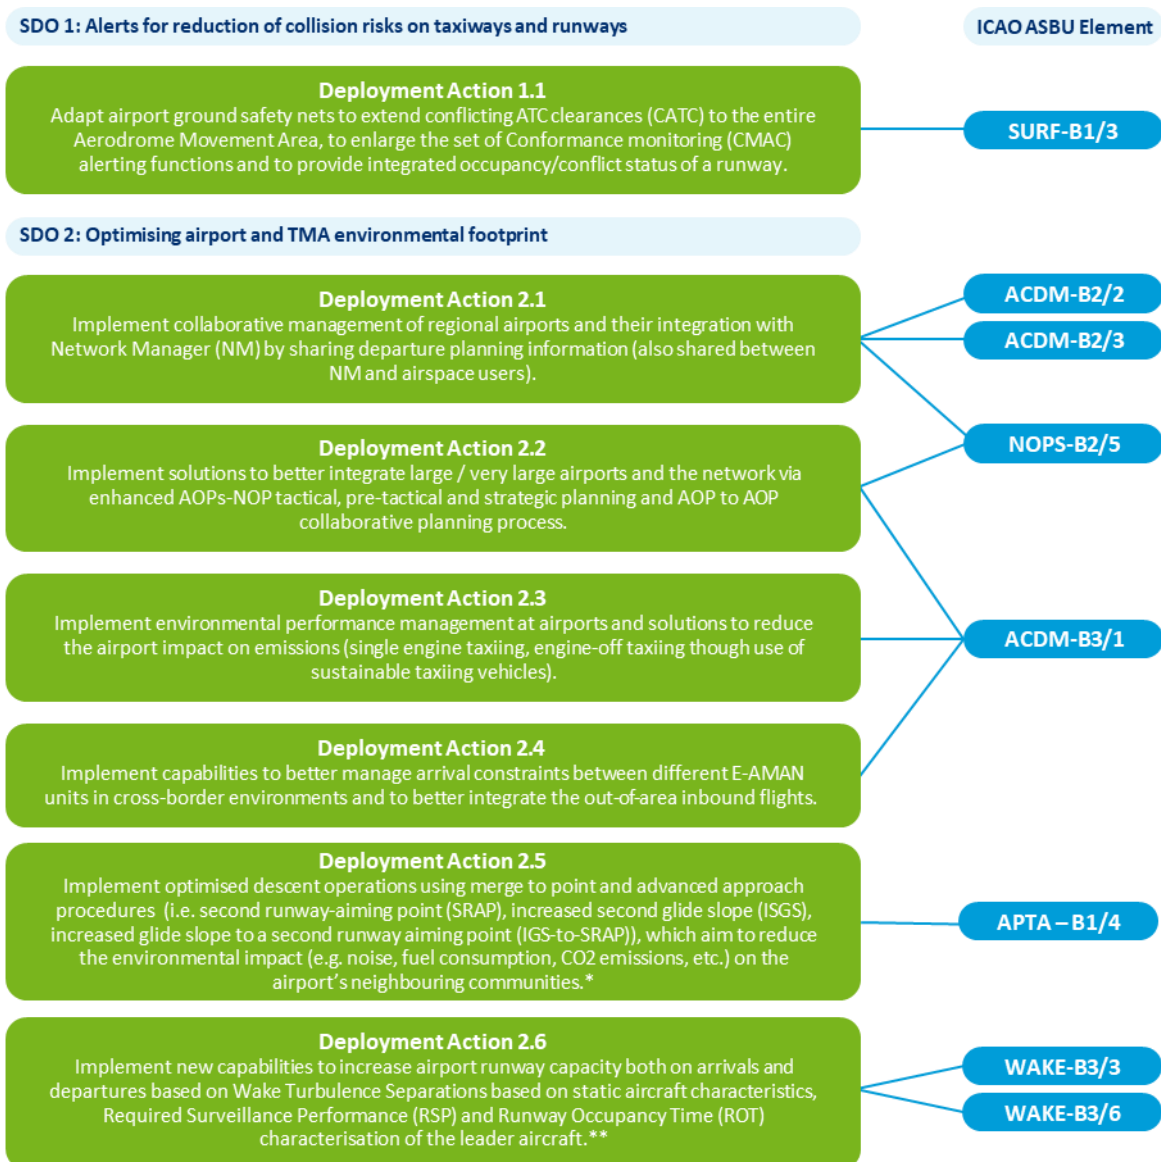 SDO 1: Alerts for reduction of collision risks on taxiways and runways
ICAO ASBU Element
Deployment Action 1.1
Adapt airport ground safety nets to extend conflicting ATC clearances (CATC) to the entire
Aerodrome Movement Area, to enlarge the set of Conformance monitoring (CMAC)
alerting functions and to provide integrated occupancy/conflict status of a runway.
SURF-B1/3
SDO 2: Optimising airport and TMA environmental footprint
Deployment Action 2.1
Implement collaborative management of regional airports and their integration with
Network Manager (NM) by sharing departure planning information (also shared between
NM and airspace users).
ACDM-B2/2
ACDM-B2/3
Deployment Action 2.2
Implement solutions to better integrate large / very large airports and the network via
enhanced AOPs-NOP tactical, pre-tactical and strategic planning and AOP to AOP
collaborative planning process.
NOPS-B2/5
Deployment Action 2.3
Implement environmental performance management at airports and solutions to reduce
the airport impact on emissions (single engine taxiing, engine-off taxiing though use of
sustainable taxiing vehicles).
ACDM-B3/1
Deployment Action 2.4
Implement capabilities to better manage arrival constraints between different E-AMAN
units in cross-border environments and to better integrate the out-of-area inbound flights.
Deployment Action 2.5
Implement optimised descent operations using merge to point and advanced approach
procedures (i.e. second runway-aiming point (SRAP), increased second glide slope (ISGS),
increased glide slope to a second runway aiming point (IGS-to-SRAP)), which aim to reduce
the environmental impact (e.g. noise, fuel consumption, CO2 emissions, etc.) on the
airport's neighbouring communities.*
APTA – B1/4
Deployment Action 2.6
Implement new capabilities to increase airport runway capacity both on arrivals and
departures based on Wake Turbulence Separations based on static aircraft characteristics,
Required Surveillance Performance (RSP) and Runway Occupancy Time (ROT)
characterisation of the leader aircraft.**
WAKE-B3/3
WAKE-B3/6